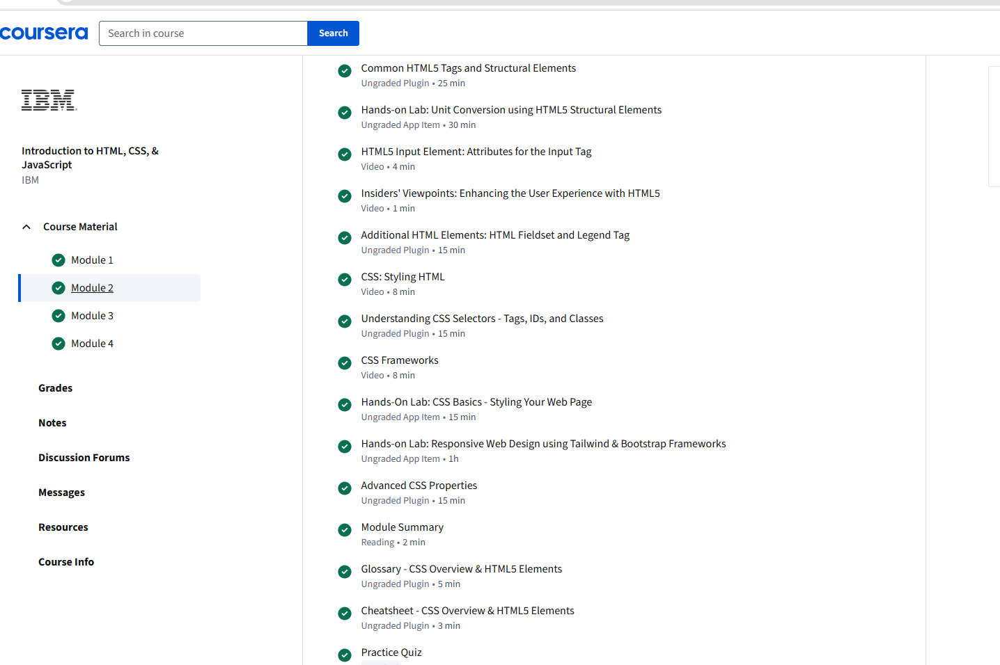 coursera
Search in course
Search
IBM
Introduction to HTML, CSS, &
JavaScript
IBM
Course Material
Module 1
Module 2
Module 3
Module 4
Grades
Notes
Discussion Forums
Messages
Resources
Course Info
Common HTML5 Tags and Structural Elements
Ungraded Plugin • 25 min
Hands-on Lab: Unit Conversion using HTML5 Structural Elements
Ungraded App Item • 30 min
HTML5 Input Element: Attributes for the Input Tag
Video • 4 min
Insiders' Viewpoints: Enhancing the User Experience with HTML5
Video • 1 min
Additional HTML Elements: HTML Fieldset and Legend Tag
Ungraded Plugin • 15 min
CSS: Styling HTML
Video • 8 min
Understanding CSS Selectors - Tags, IDs, and Classes
Ungraded Plugin • 15 min
CSS Frameworks
Video • 8 min
Hands-On Lab: CSS Basics - Styling Your Web Page
Ungraded App Item • 15 min
Hands-on Lab: Responsive Web Design using Tailwind & Bootstrap Frameworks
Ungraded App Item • 1h
Advanced CSS Properties
Ungraded Plugin • 15 min
Module Summary
Reading • 2 min
Glossary - CSS Overview & HTML5 Elements
Ungraded Plugin • 5 min
Cheatsheet - CSS Overview & HTML5 Elements
Ungraded Plugin • 3 min
Practice Quiz